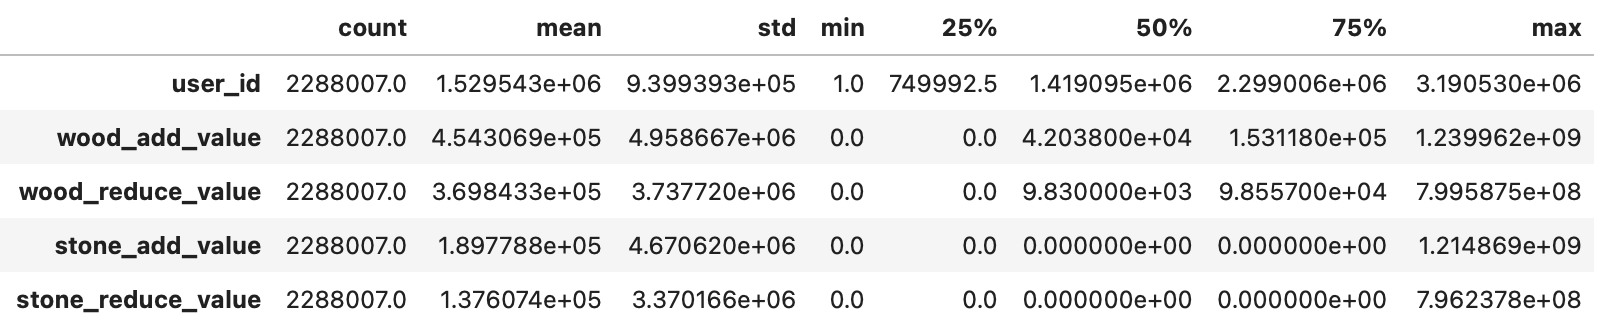 count mean std min 25% 50% 75% max
user_id 2288007.0 1.529543e+06 9.399393e+05 1.0 749992.5 1.419095e+06 2.299006e+06 3.190530e+06
wood_add_value 2288007.0 4.543069e+05 4.958667e+06 0.0 0.0 4.203800e+04 1.531180e+05 1.239962e+09
wood_reduce_value 2288007.0 3.698433e+05 3.737720e+06 0.0 0.0 9.830000e+03 9.855700e+04 7.995875e+08
stone_add_value 2288007.0 1.897788e+05 4.670620e+06 0.0 0.0 0.000000e+00 0.000000e+00 1.214869e+09
stone_reduce_value 2288007.0 1.376074e+05 3.370166e+06 0.0 0.0 0.000000e+00 0.000000e+00 7.962378e+08